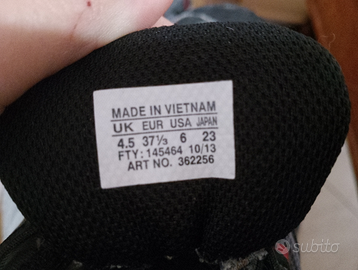 MADE IN VIETNAM
UK EUR USA JAPAN
4.5 37⅓ 6 23
FTY: 145464 10/13
ART NO. 362256
subito